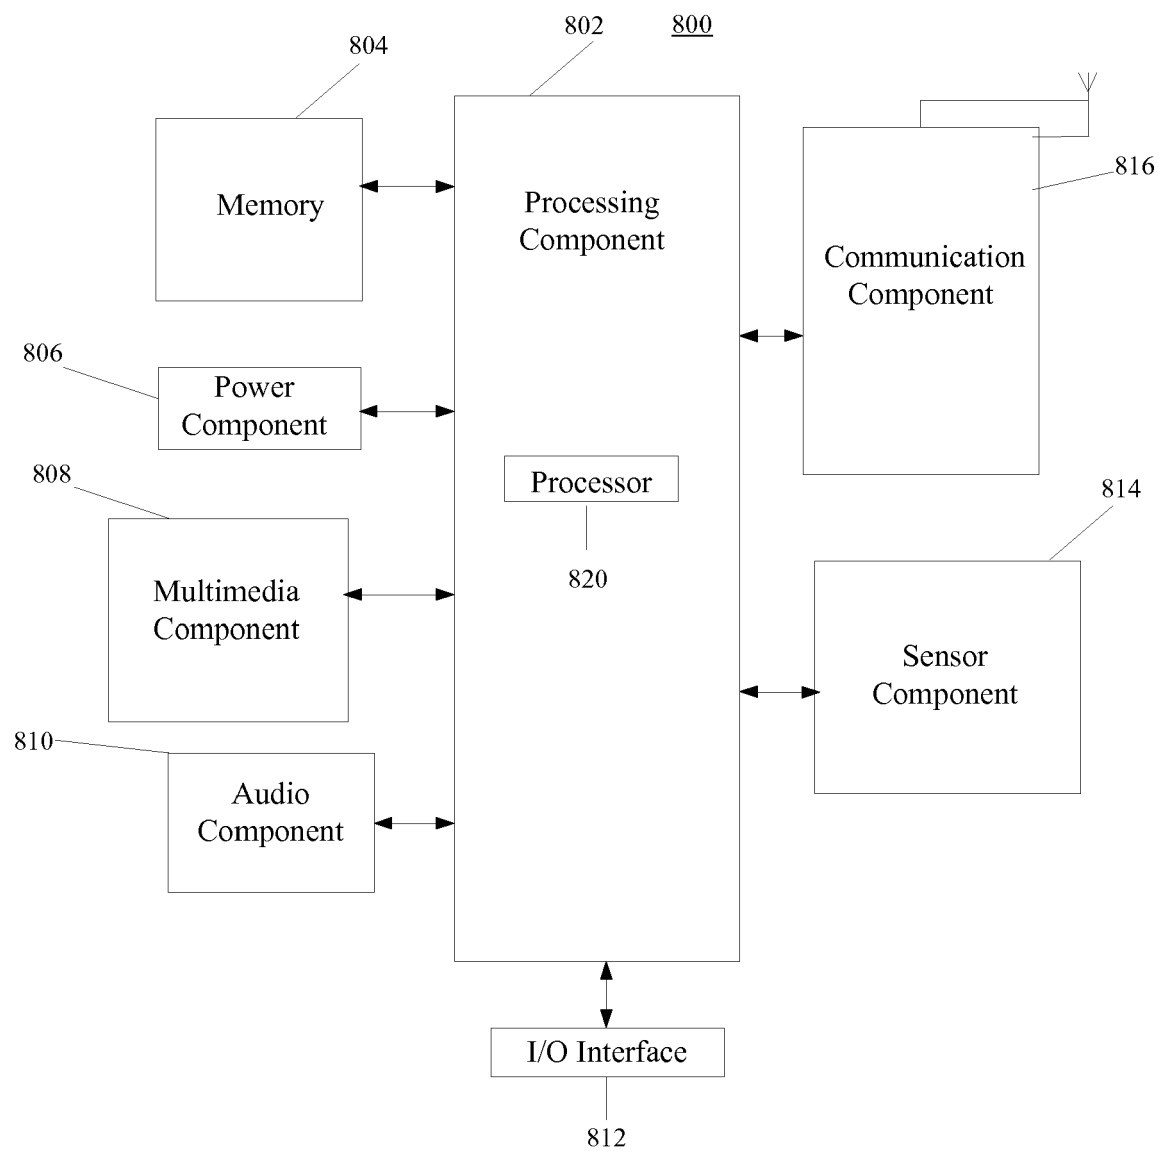 802
800
804
Memory
Processing
Component
816
Communication
Component
806
Power
Component
808
Processor
820
814
Multimedia
Component
Sensor
Component
810
Audio
Component
I/O Interface
812